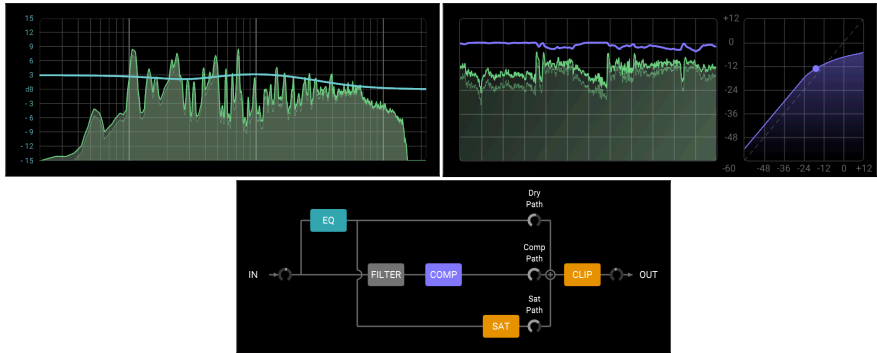 15
12
9
6
3
dB
- 3
- 6
- 9
- 12
- 15
+12
0
-12
-24
-36
-48
-60
-48
-36
-24
-12
0
+12
Dry
Path
EQ
Comp
Path
IN
FILTER
COMP
CLIP
OUT
Sat
Path
SAT